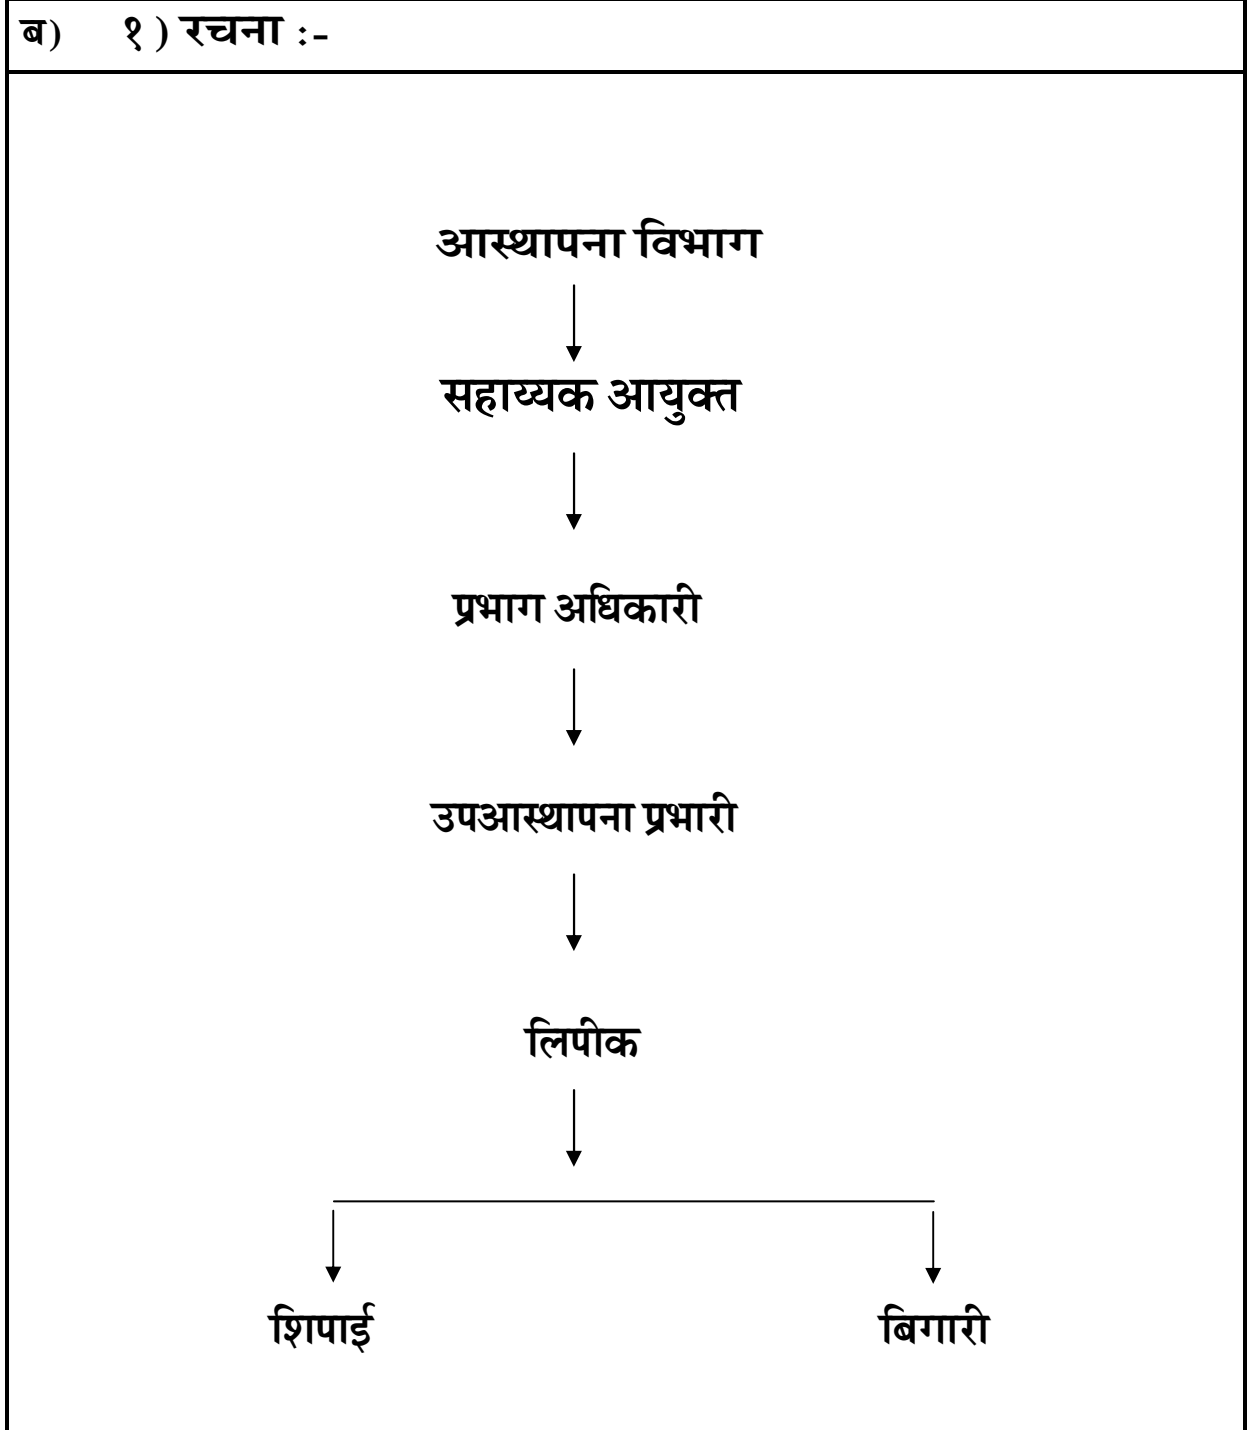 ब) १) रचना :-
आस्थापना विभाग
सहाय्यक आयुक्त
प्रभाग अधिकारी
उपआस्थापना प्रभारी
लिपीक
शिपाई बिगारी